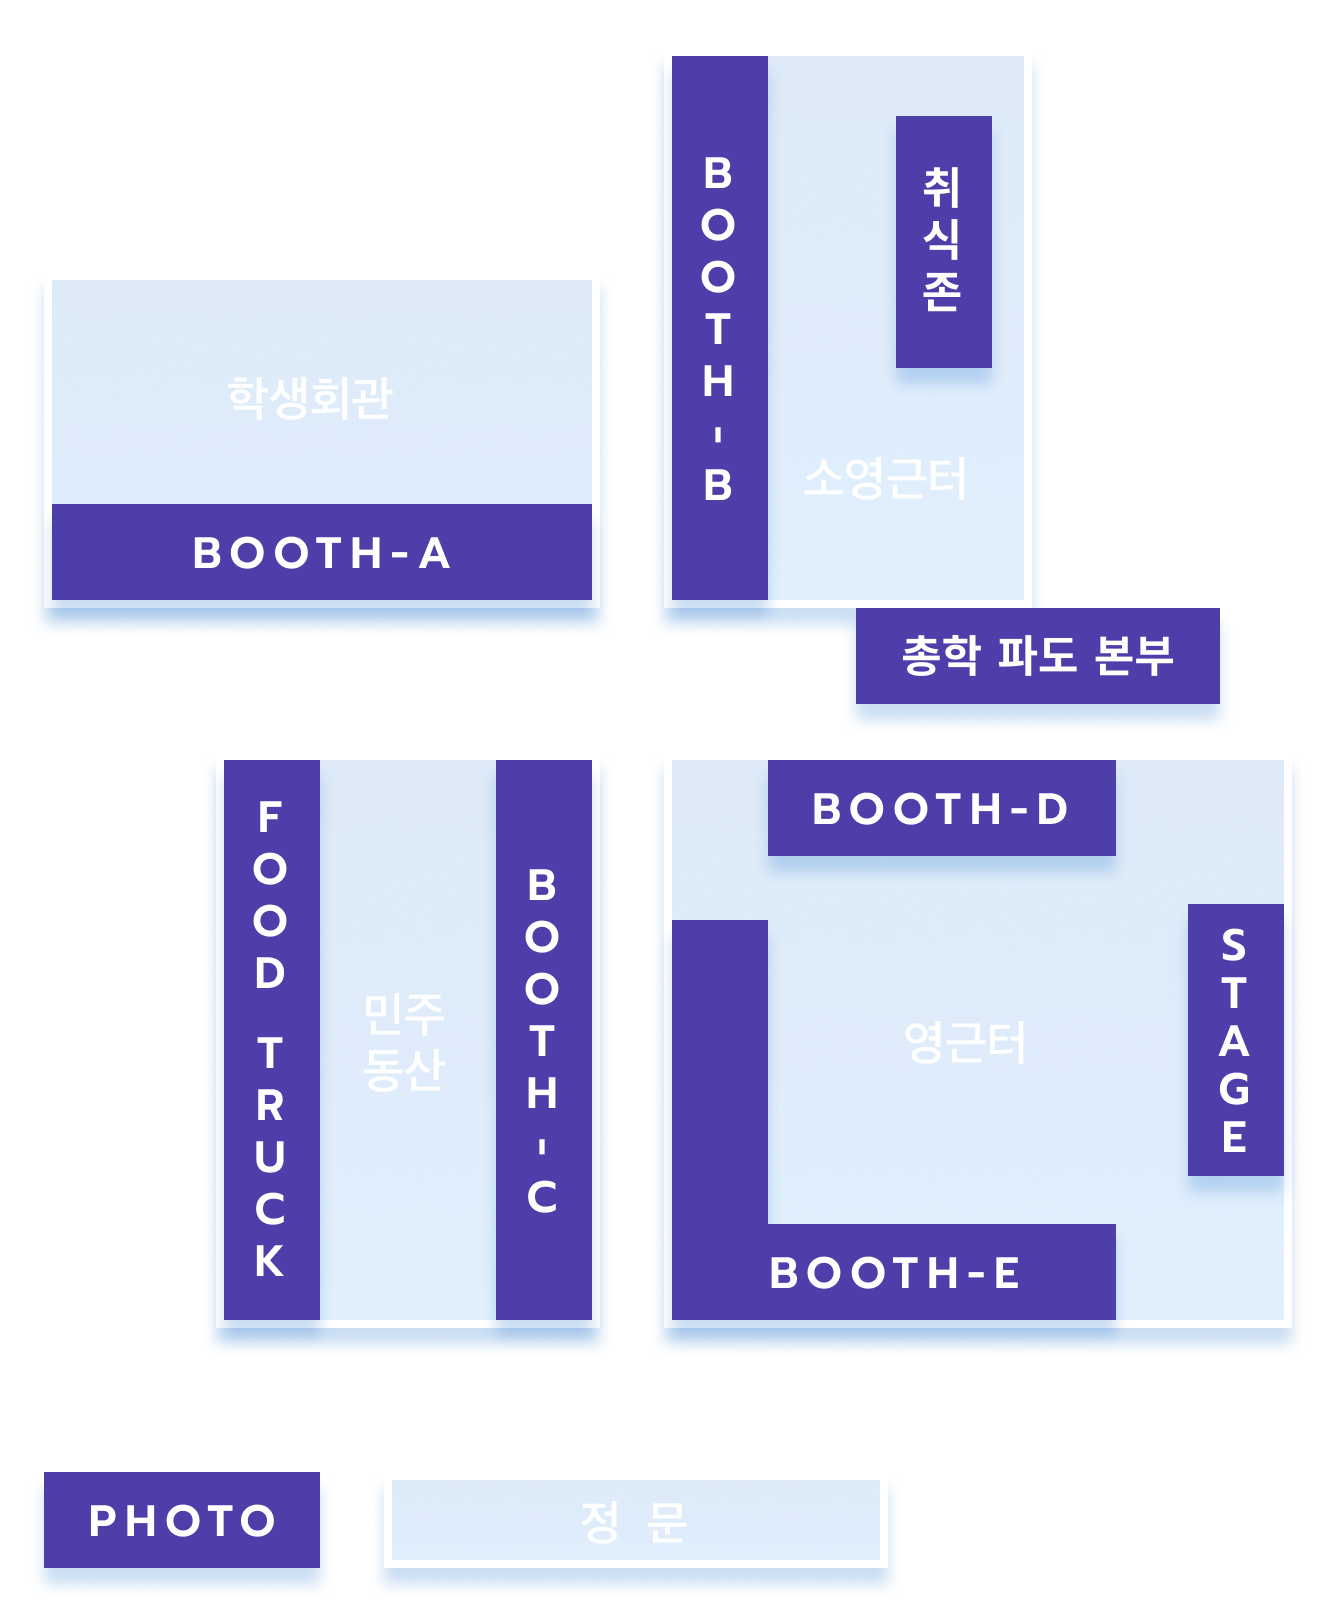 BOOTH-B
취식존
학생회관
소영근터
BOOTH-A
총학 파도 본부
FOOD TRUCK
BOOTH-C
민주
동산
BOOTH-D
STAGE
영근터
BOOTH-E
PHOTO
정 문